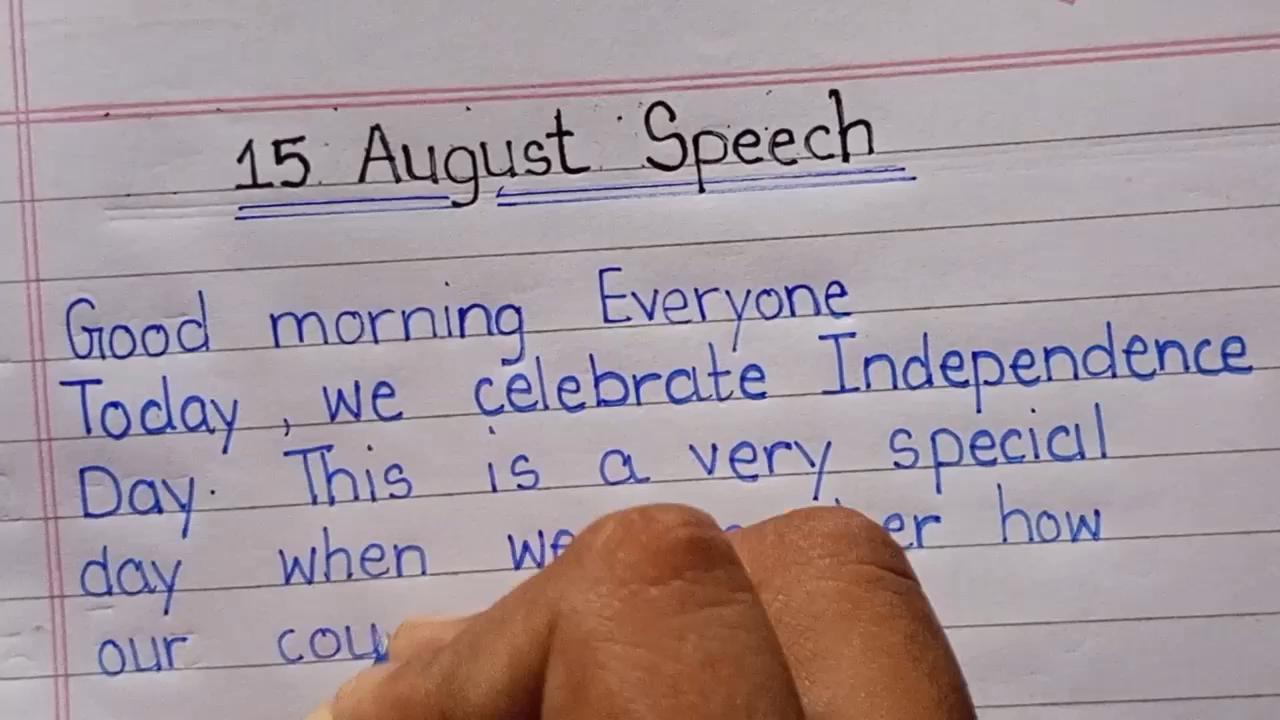 15 August Speech
Good morning Everyone
Today, we celebrate Independence
Day. This is a very special
day when we how
our